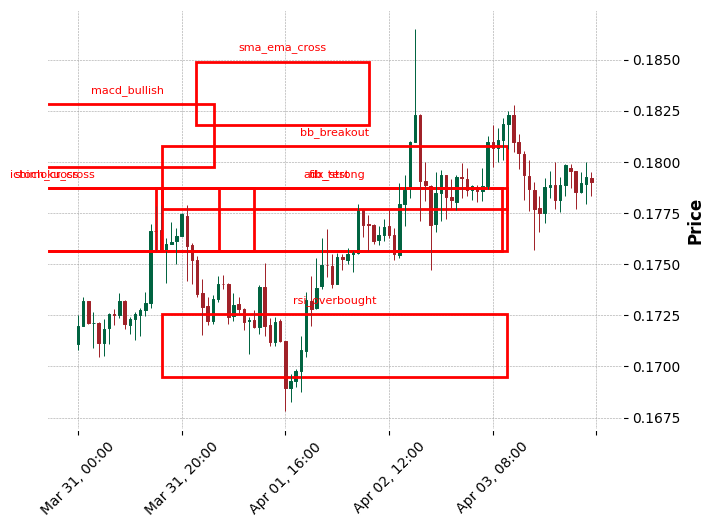 0.1850
0.1825
0.1800
0.1775
0.1750
0.1725
0.1700
0.1675
Price
sma_ema_cross
macd_bullish
bb_breakout
rsi_overbought
Mar 31, 00:00
Mar 31, 20:00
Apr 01, 16:00
Apr 02, 12:00
Apr 03, 08:00